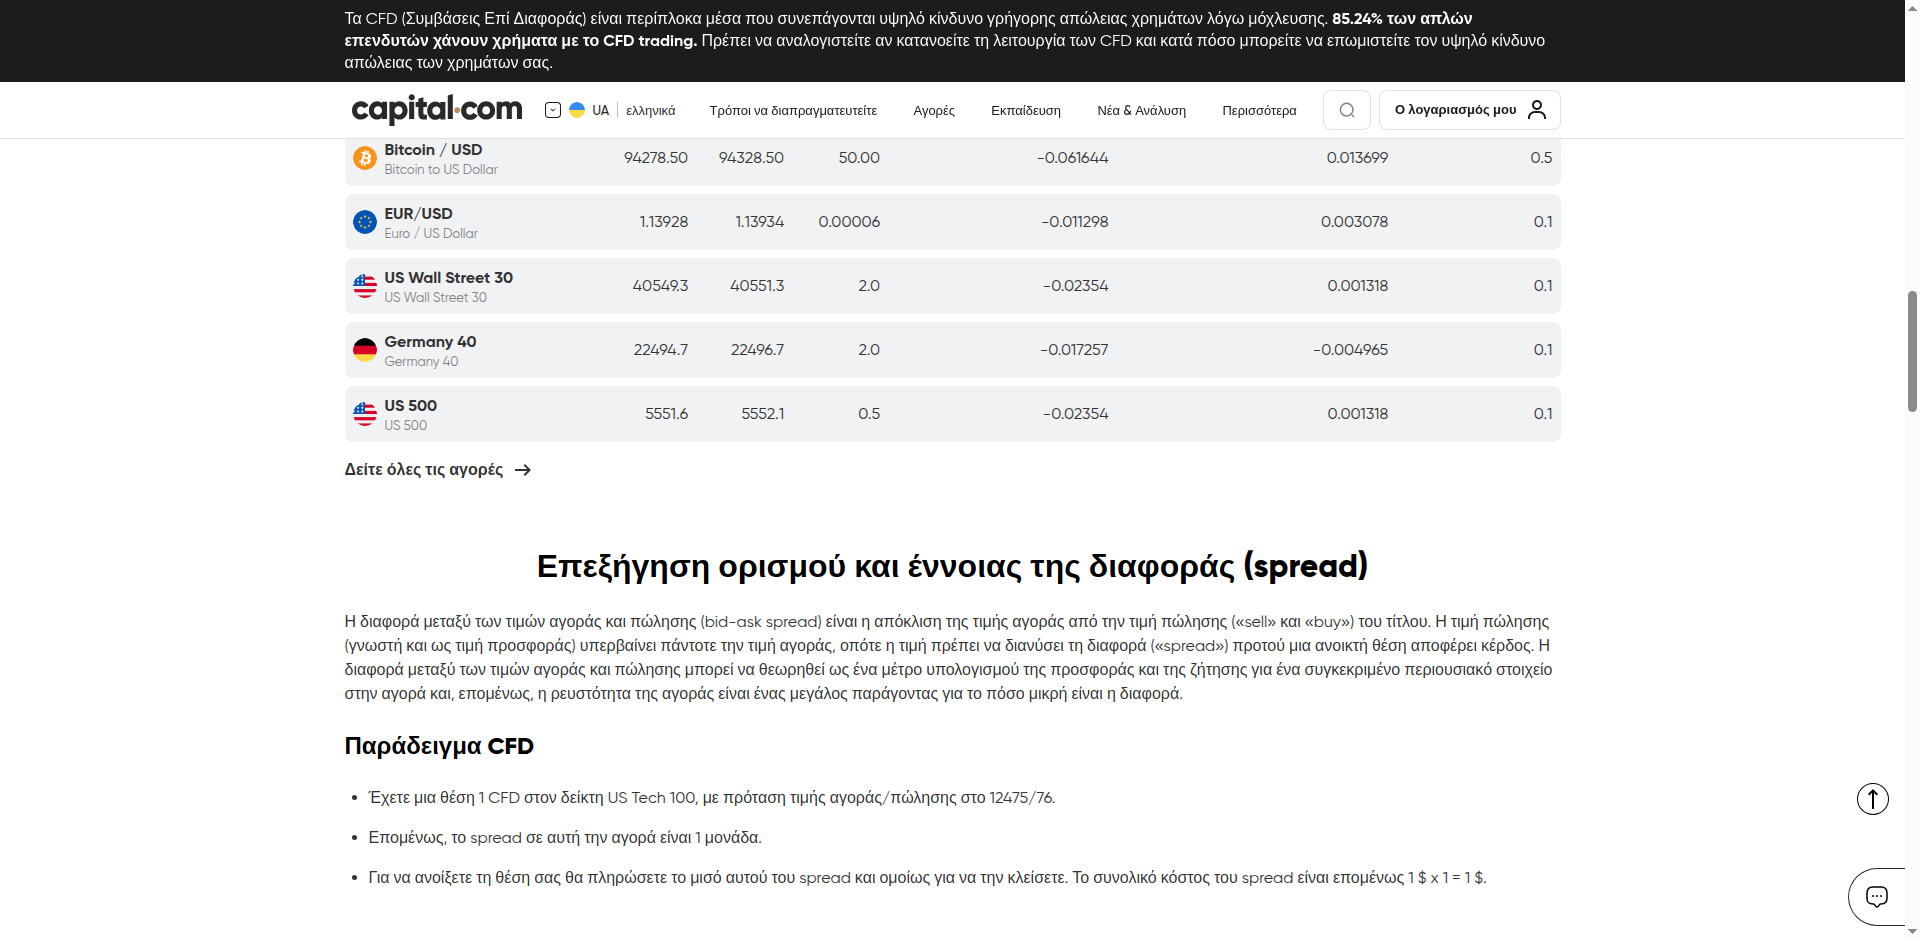 Τα CFD (Συμβάσεις Επί Διαφοράς) είναι περίπλοκα μέσα που συνεπάγονται υψηλό κίνδυνο γρήγορης απώλειας χρημάτων λόγω μόχλευσης. 85.24% των απλών
επενδυτών χάνουν χρήματα με το CFD trading. Πρέπει να αναλογιστείτε αν κατανοείτε τη λειτουργία των CFD και κατά πόσο μπορείτε να επωμιστείτε τον υψηλό κίνδυνο
απώλειας των χρημάτων σας.
capital.com UA ελληνικά Τρόποι να διαπραγματευτείτε Αγορές Εκπαίδευση Νέα & Ανάλυση Περισσότερα Ο λογαριασμός μου
Bitcoin / USD 94278.50 94328.50 50.00 -0.061644 0.013699 0.5
Bitcoin to US Dollar
EUR/USD 1.13928 1.13934 0.00006 -0.011298 0.003078 0.1
Euro / US Dollar
US Wall Street 30 40549.3 40551.3 2.0 -0.02354 0.001318 0.1
US Wall Street 30
Germany 40 22494.7 22496.7 2.0 -0.017257 -0.004965 0.1
Germany 40
US 500 5551.6 5552.1 0.5 -0.02354 0.001318 0.1
US 500
Δείτε όλες τις αγορές
Επεξήγηση ορισμού και έννοιας της διαφοράς (spread)
Η διαφορά μεταξύ των τιμών αγοράς και πώλησης (bid-ask spread) είναι η απόκλιση της τιμής αγοράς από την τιμή πώλησης («sell» και «buy») του τίτλου. Η τιμή πώλησης
(γνωστή και ως τιμή προσφοράς) υπερβαίνει πάντοτε την τιμή αγοράς, οπότε η τιμή πρέπει να διανύσει τη διαφορά («spread») προτού μια ανοικτή θέση αποφέρει κέρδος. Η
διαφορά μεταξύ των τιμών αγοράς και πώλησης μπορεί να θεωρηθεί ως ένα μέτρο υπολογισμού της προσφοράς και της ζήτησης για ένα συγκεκριμένο περιουσιακό στοιχείο
στην αγορά και, επομένως, η ρευστότητα της αγοράς είναι ένας μεγάλος παράγοντας για το πόσο μικρή είναι η διαφορά.
Παράδειγμα CFD
• Έχετε μια θέση 1 CFD στον δείκτη US Tech 100, με πρόταση τιμής αγοράς/πώλησης στο 12475/76.
• Επομένως, το spread σε αυτή την αγορά είναι 1 μονάδα.
• Για να ανοίξετε τη θέση σας θα πληρώσετε το μισό αυτού του spread και ομοίως για να την κλείσετε. Το συνολικό κόστος του spread είναι επομένως 1 $ x 1 = 1 $.